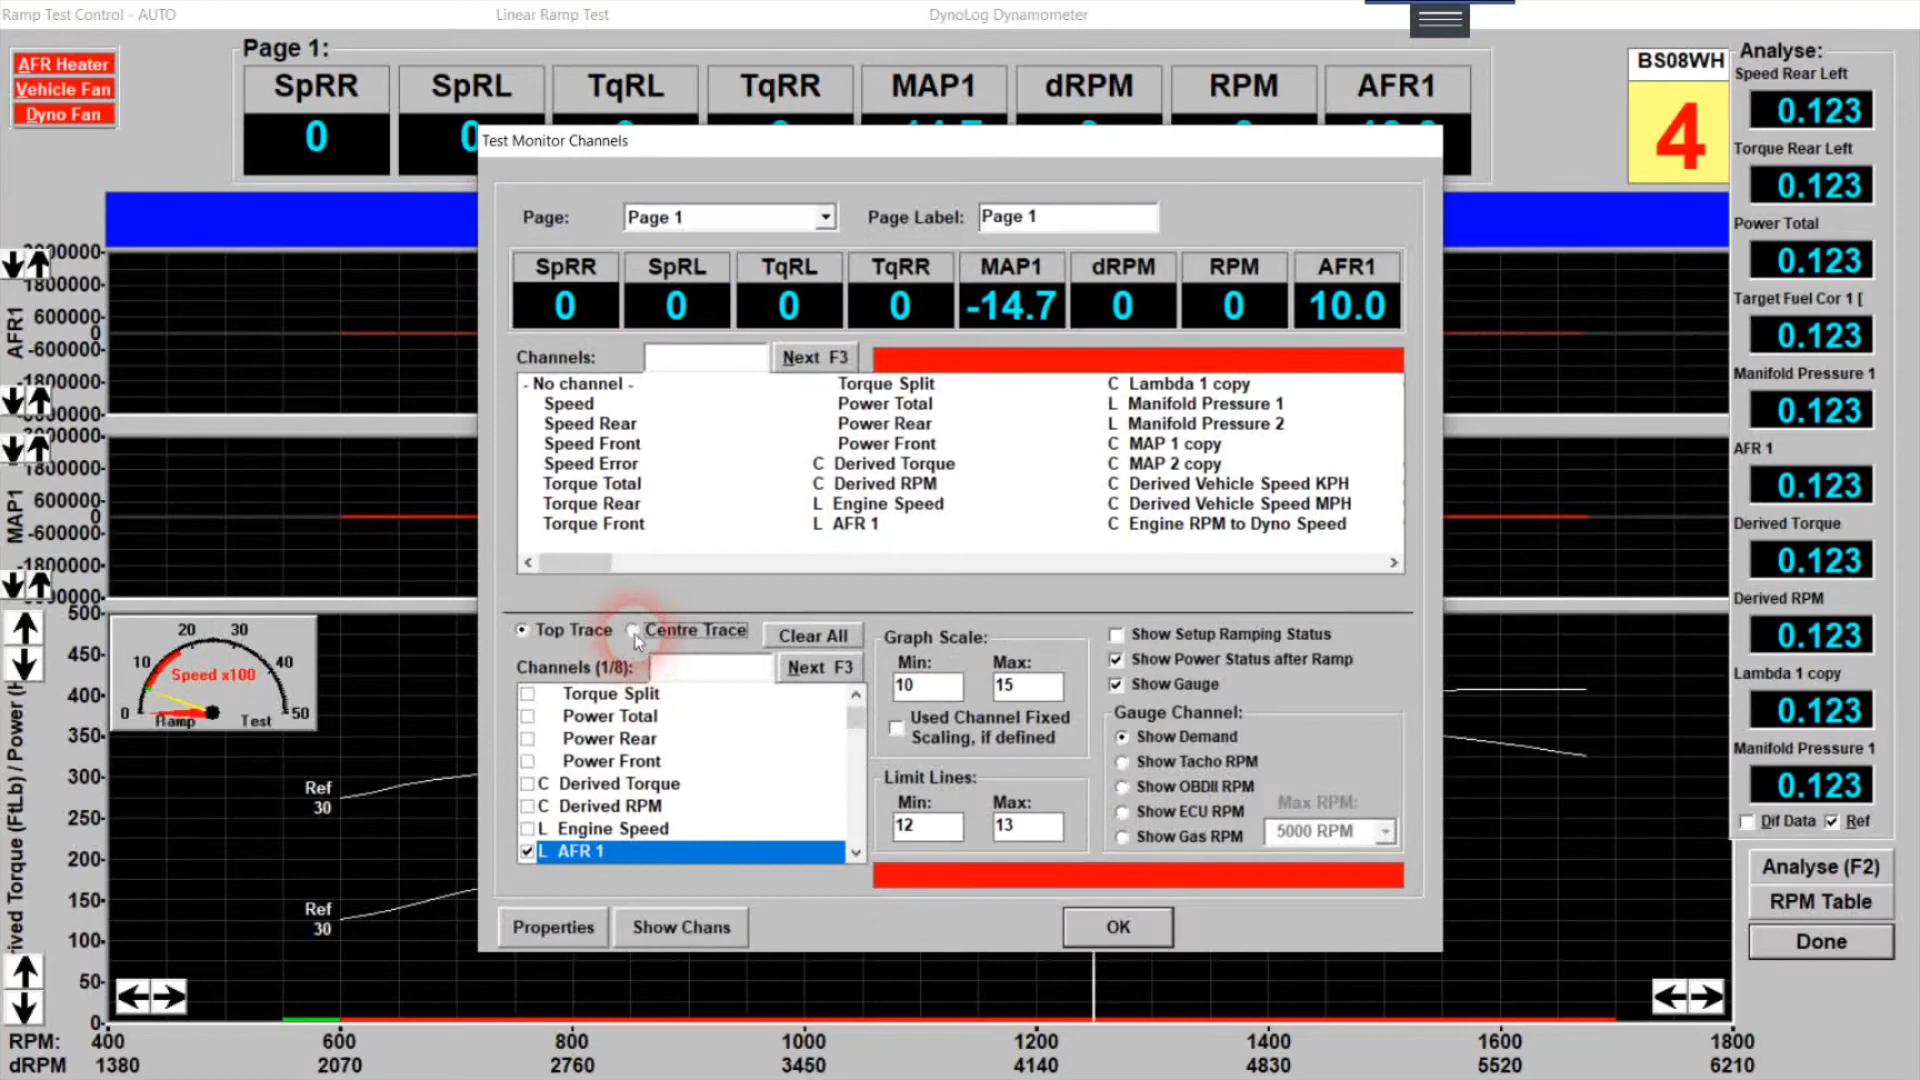 Ramp Test Control - AUTO
Linear Ramp Test
DynoLog Dynamometer
AFR Heater
Vehicle Fan
Dyno Fan
Page 1:
SpRR SpRL TqRL TqRR MAP1 dRPM RPM AFR1
0
BS08WH
4
Analyse:
Speed Rear Left
0.123
Torque Rear Left
0.123
Power Total
0.123
Target Fuel Cor 1 [
0.123
Manifold Pressure 1
0.123
AFR 1
0.123
Derived Torque
0.123
Derived RPM
0.123
Lambda 1 copy
0.123
Manifold Pressure 1
0.123
Dif Data Ref
Analyse (F2)
RPM Table
Done
Test Monitor Channels
Page: Page 1 Page Label: Page 1
SpRR SpRL TqRL TqRR MAP1 dRPM RPM AFR1
0 0 0 0 -14.7 0 0 10.0
Channels: Next F3
- No channel - Torque Split C Lambda 1 copy
Speed Power Total L Manifold Pressure 1
Speed Rear Power Rear L Manifold Pressure 2
Speed Front Power Front C MAP 1 copy
Speed Error C Derived Torque C MAP 2 copy
Torque Total C Derived RPM C Derived Vehicle Speed KPH
Torque Rear L Engine Speed C Derived Vehicle Speed MPH
Torque Front L AFR 1 C Engine RPM to Dyno Speed
Top Trace Centre Trace Clear All
Channels (1/8): Next F3
Torque Split
Power Total
Power Rear
Power Front
C Derived Torque
C Derived RPM
L Engine Speed
L AFR 1
Graph Scale:
Min: Max:
10 15
Used Channel Fixed
Scaling, if defined
Limit Lines:
Min: Max:
12 13
Show Setup Ramping Status
Show Power Status after Ramp
Show Gauge
Gauge Channel:
Show Demand
Show Tacho RPM
Show OBDII RPM
Show ECU RPM
Show Gas RPM
Max RPM:
5000 RPM
Properties Show Chans OK
AFR1
1800000
600000
0
-600000
-1800000
MAP1
1800000
600000
0
-600000
-1800000
500
450
400
350
300
250
200
150
100
50
0
0 10 20 30 40 50
Speed x100
Ramp Test
Ref
30
Ref
30
RPM: 400 600 800 1000 1200 1400 1600 1800
dRPM 1380 2070 2760 3450 4140 4830 5520 6210